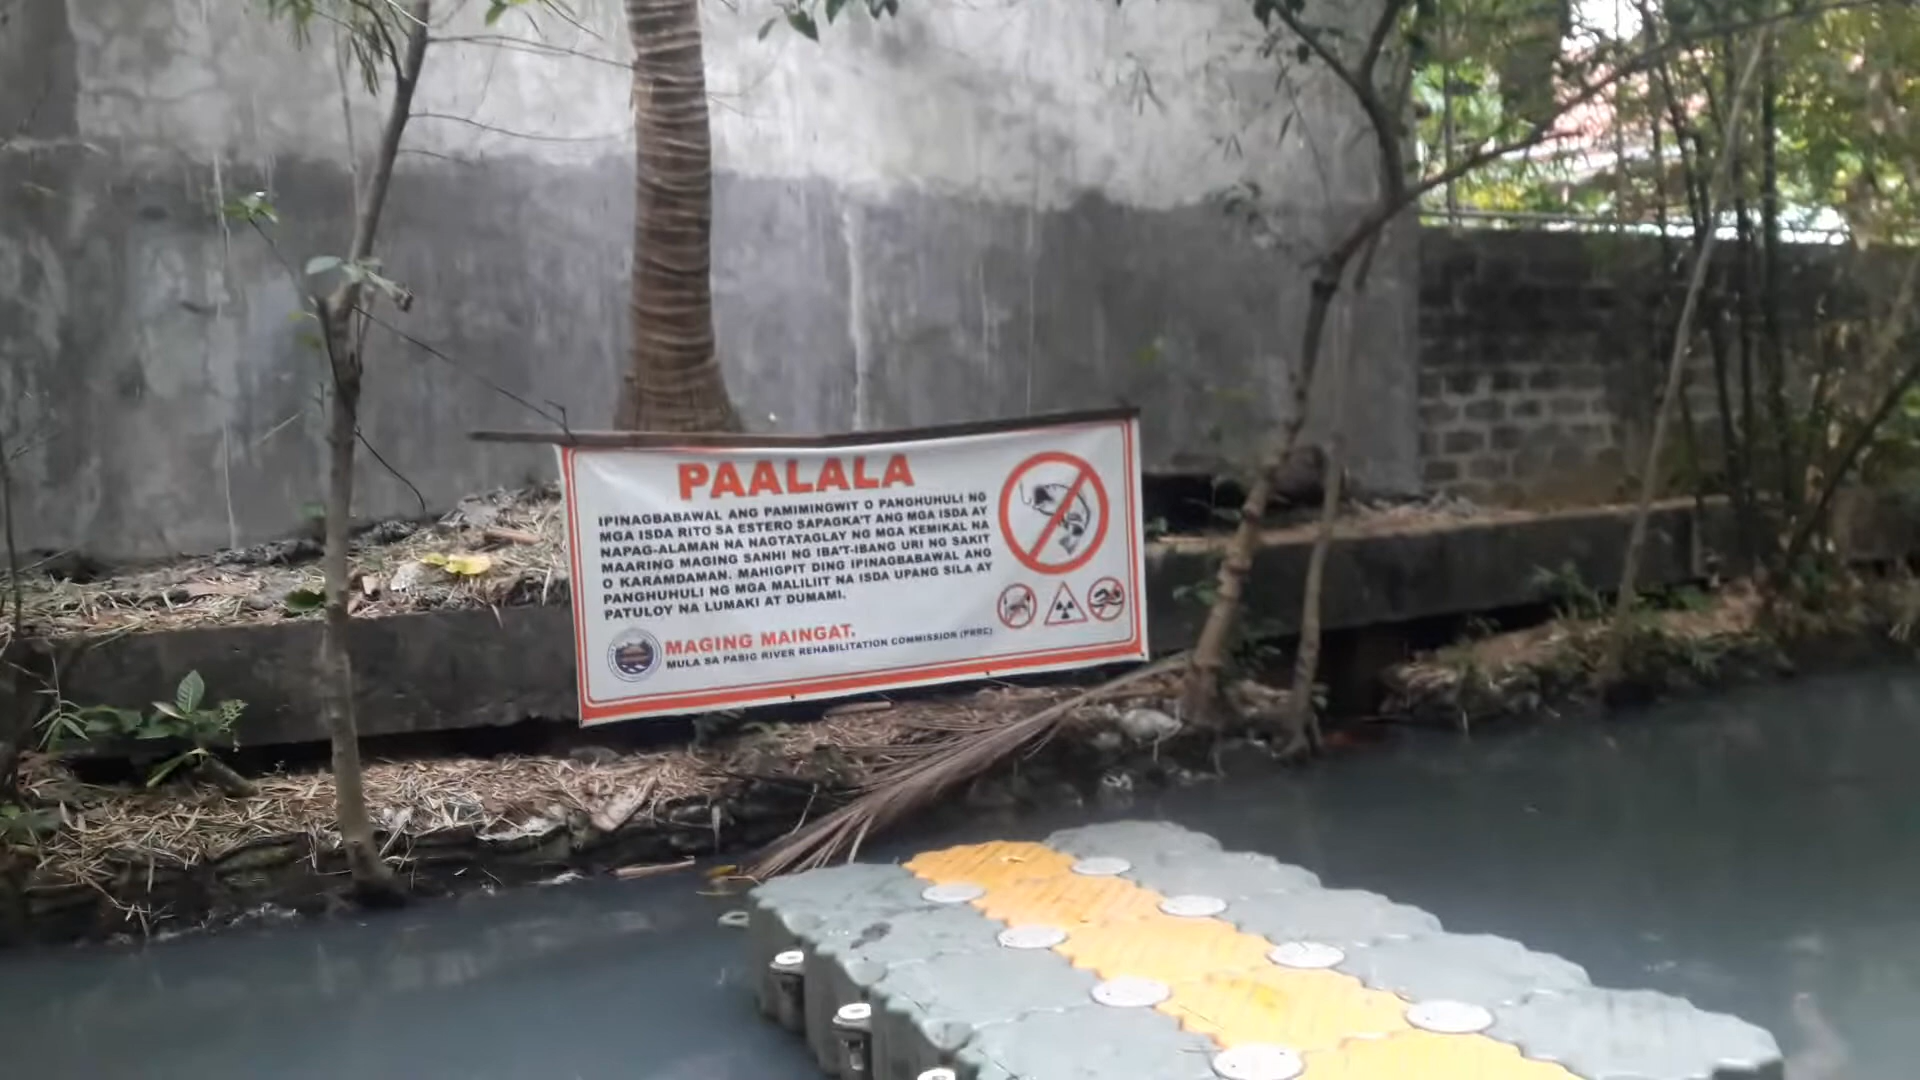 PAALALA
IPINAGBABAWAL ANG PAMIMINGWIT O PANGHUHULI NG
MGA ISDA RITO SA ESTERO SAPAGKA'T ANG MGA ISDA AY
NAPAG-ALAMAN NA NAGTATAGLAY NG MGA KEMIKAL NA
MAARING MAGING SANHI NG IBA'T-IBANG URI NG SAKIT
O KARAMDAMAN. MAHIGPIT DING IPINAGBABAWAL ANG
PANGHUHULI NG MGA MALILIIT NA ISDA UPANG SILA AY
PATULOY NA LUMAKI AT DUMAMI.
MAGING MAINGAT,
MULA SA PASIG RIVER REHABILITATION COMMISSION (PRRC)